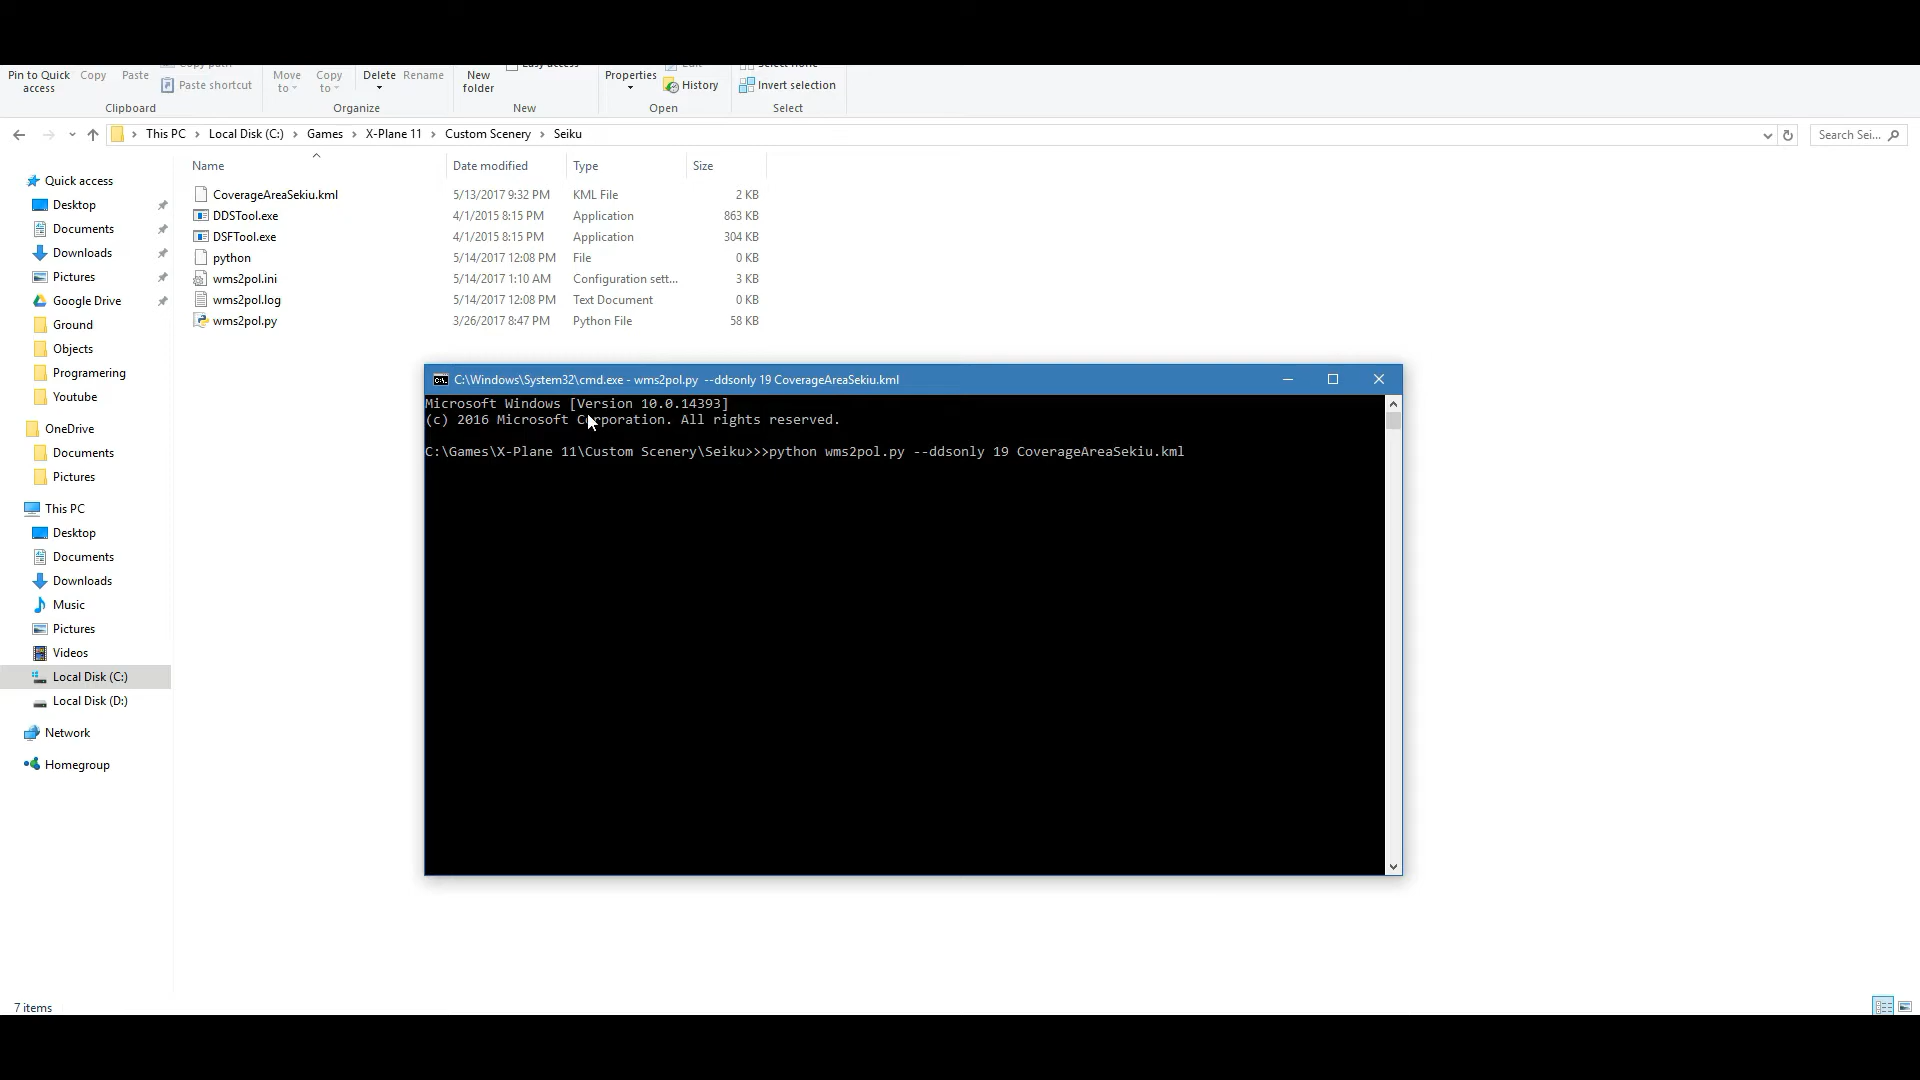 Copy path
Easy access
Edit
Select none
Pin to Quick access
Copy
Paste
Paste shortcut
Move to
Copy to
Delete
Rename
New folder
Properties
History
Invert selection
Clipboard
Organize
New
Open
Select
This PC
Local Disk (C:)
Games
X-Plane 11
Custom Scenery
Seiku
Search Sei...
Name
Date modified
Type
Size
CoverageAreaSekiu.kml 5/13/2017 9:32 PM KML File 2 KB
DDSTool.exe 4/1/2015 8:15 PM Application 863 KB
DSFTool.exe 4/1/2015 8:15 PM Application 304 KB
python 5/14/2017 12:08 PM File 0 KB
wms2pol.ini 5/14/2017 1:10 AM Configuration sett... 3 KB
wms2pol.log 5/14/2017 12:08 PM Text Document 0 KB
wms2pol.py 3/26/2017 8:47 PM Python File 58 KB
Quick access
Desktop
Documents
Downloads
Pictures
Google Drive
Ground
Objects
Programering
Youtube
OneDrive
Documents
Pictures
This PC
Desktop
Documents
Downloads
Music
Pictures
Videos
Local Disk (C:)
Local Disk (D:)
Network
Homegroup
C:\Windows\System32\cmd.exe - wms2pol.py --ddsonly 19 CoverageAreaSekiu.kml
Microsoft Windows [Version 10.0.14393]
(c) 2016 Microsoft Corporation. All rights reserved.
C:\Games\X-Plane 11\Custom Scenery\Seiku>>>python wms2pol.py --ddsonly 19 CoverageAreaSekiu.kml
7 items